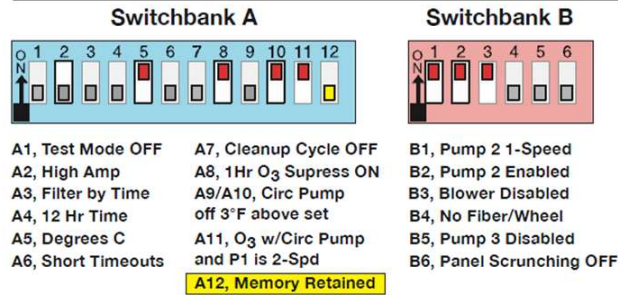 Switchbank A
Switchbank B
ON 1 2 3 4 5 6 7 8 9 10 11 12
ON 1 2 3 4 5 6
A1, Test Mode OFF
A2, High Amp
A3, Filter by Time
A4, 12 Hr Time
A5, Degrees C
A6, Short Timeouts
A7, Cleanup Cycle OFF
A8, 1Hr O3 Supress ON
A9/A10, Circ Pump
off 3°F above set
A11, O3 w/Circ Pump
and P1 is 2-Spd
A12, Memory Retained
B1, Pump 2 1-Speed
B2, Pump 2 Enabled
B3, Blower Disabled
B4, No Fiber/Wheel
B5, Pump 3 Disabled
B6, Panel Scrunching OFF